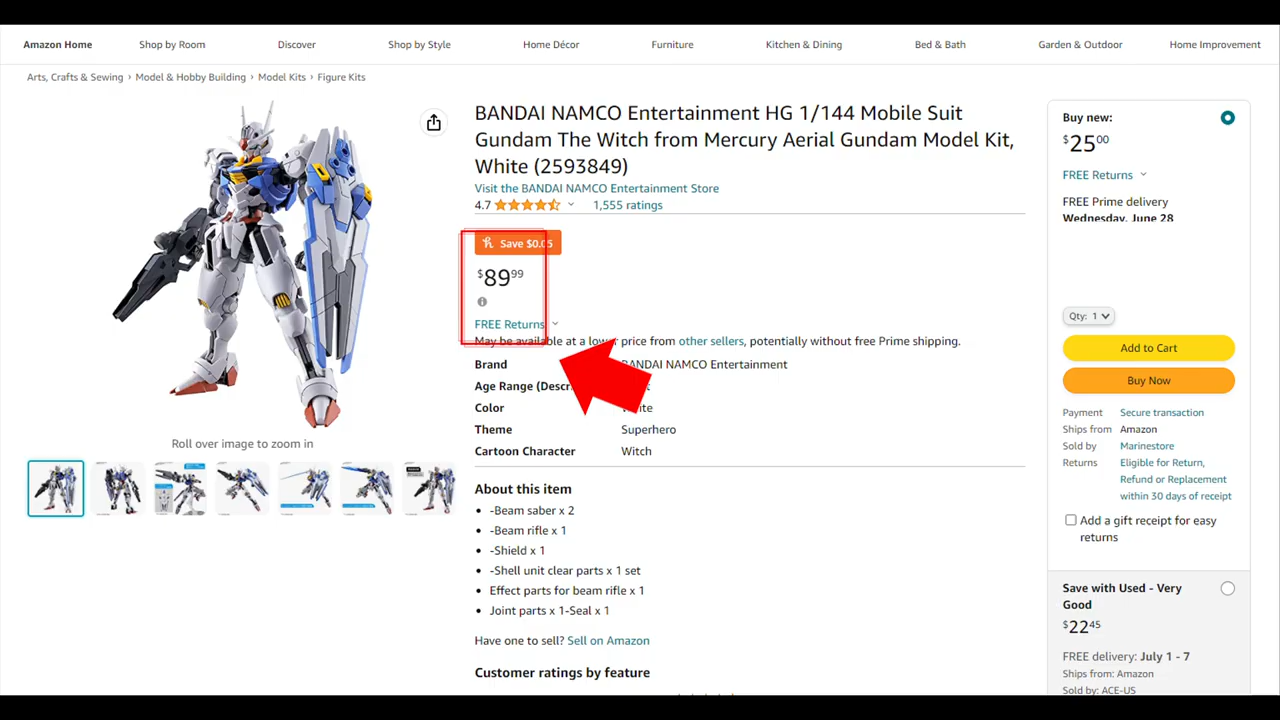 Amazon Home Shop by Room Discover Shop by Style Home Décor Furniture Kitchen & Dining Bed & Bath Garden & Outdoor Home Improvement
Arts, Crafts & Sewing › Model & Hobby Building › Model Kits › Figure Kits
BANDAI NAMCO Entertainment HG 1/144 Mobile Suit
Gundam The Witch from Mercury Aerial Gundam Model Kit,
White (2593849)
Visit the BANDAI NAMCO Entertainment Store
4.7 1,555 ratings
Save $0.05
$89 99
FREE Returns
May be available at a lower price from other sellers, potentially without free Prime shipping.
Brand BANDAI NAMCO Entertainment
Age Range
Color White
Theme Superhero
Cartoon Character Witch
About this item
• -Beam saber x 2
• -Beam rifle x 1
• -Shield x 1
• -Shell unit clear parts x 1 set
• Effect parts for beam rifle x 1
• Joint parts x 1-Seal x 1
Have one to sell? Sell on Amazon
Customer ratings by feature
Roll over image to zoom in
Buy new:
$25 00
FREE Returns
FREE Prime delivery
Wednesday, June 28
Qty: 1
Add to Cart
Buy Now
Payment Secure transaction
Ships from Amazon
Sold by Marinestore
Returns Eligible for Return,
Refund or Replacement
within 30 days of receipt
Add a gift receipt for easy
returns
Save with Used - Very
Good
$22 45
FREE delivery: July 1 - 7
Ships from: Amazon
Sold by: ACE-US